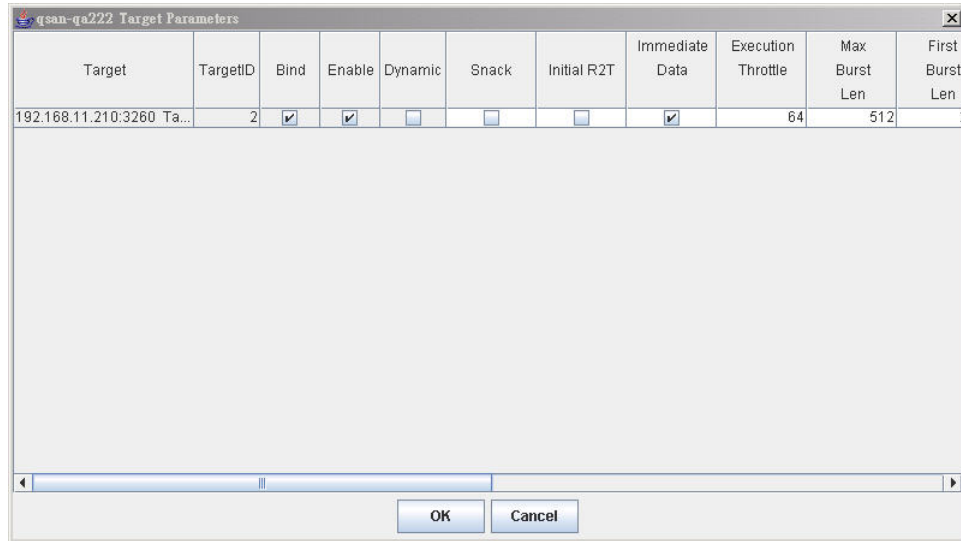 qsan-qa222 Target Parameters
Target TargetID Bind Enable Dynamic Snack Initial R2T Immediate Data Execution Throttle Max Burst Len First Burst Len
192.168.11.210:3260 Ta... 2 64 512
OK Cancel